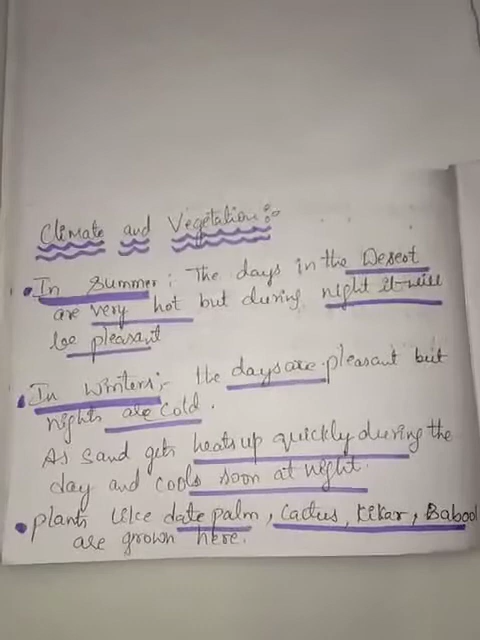 Climate and Vegetation:-
In Summer: The days in the Desert
are very hot but during night it will
be pleasant
In Winters:- the days are pleasant but
nights are cold.
As sand gets heats up quickly during the
day and cools soon at night.
plants like date palm, Cactus, Kikar, Babool
are grown here.